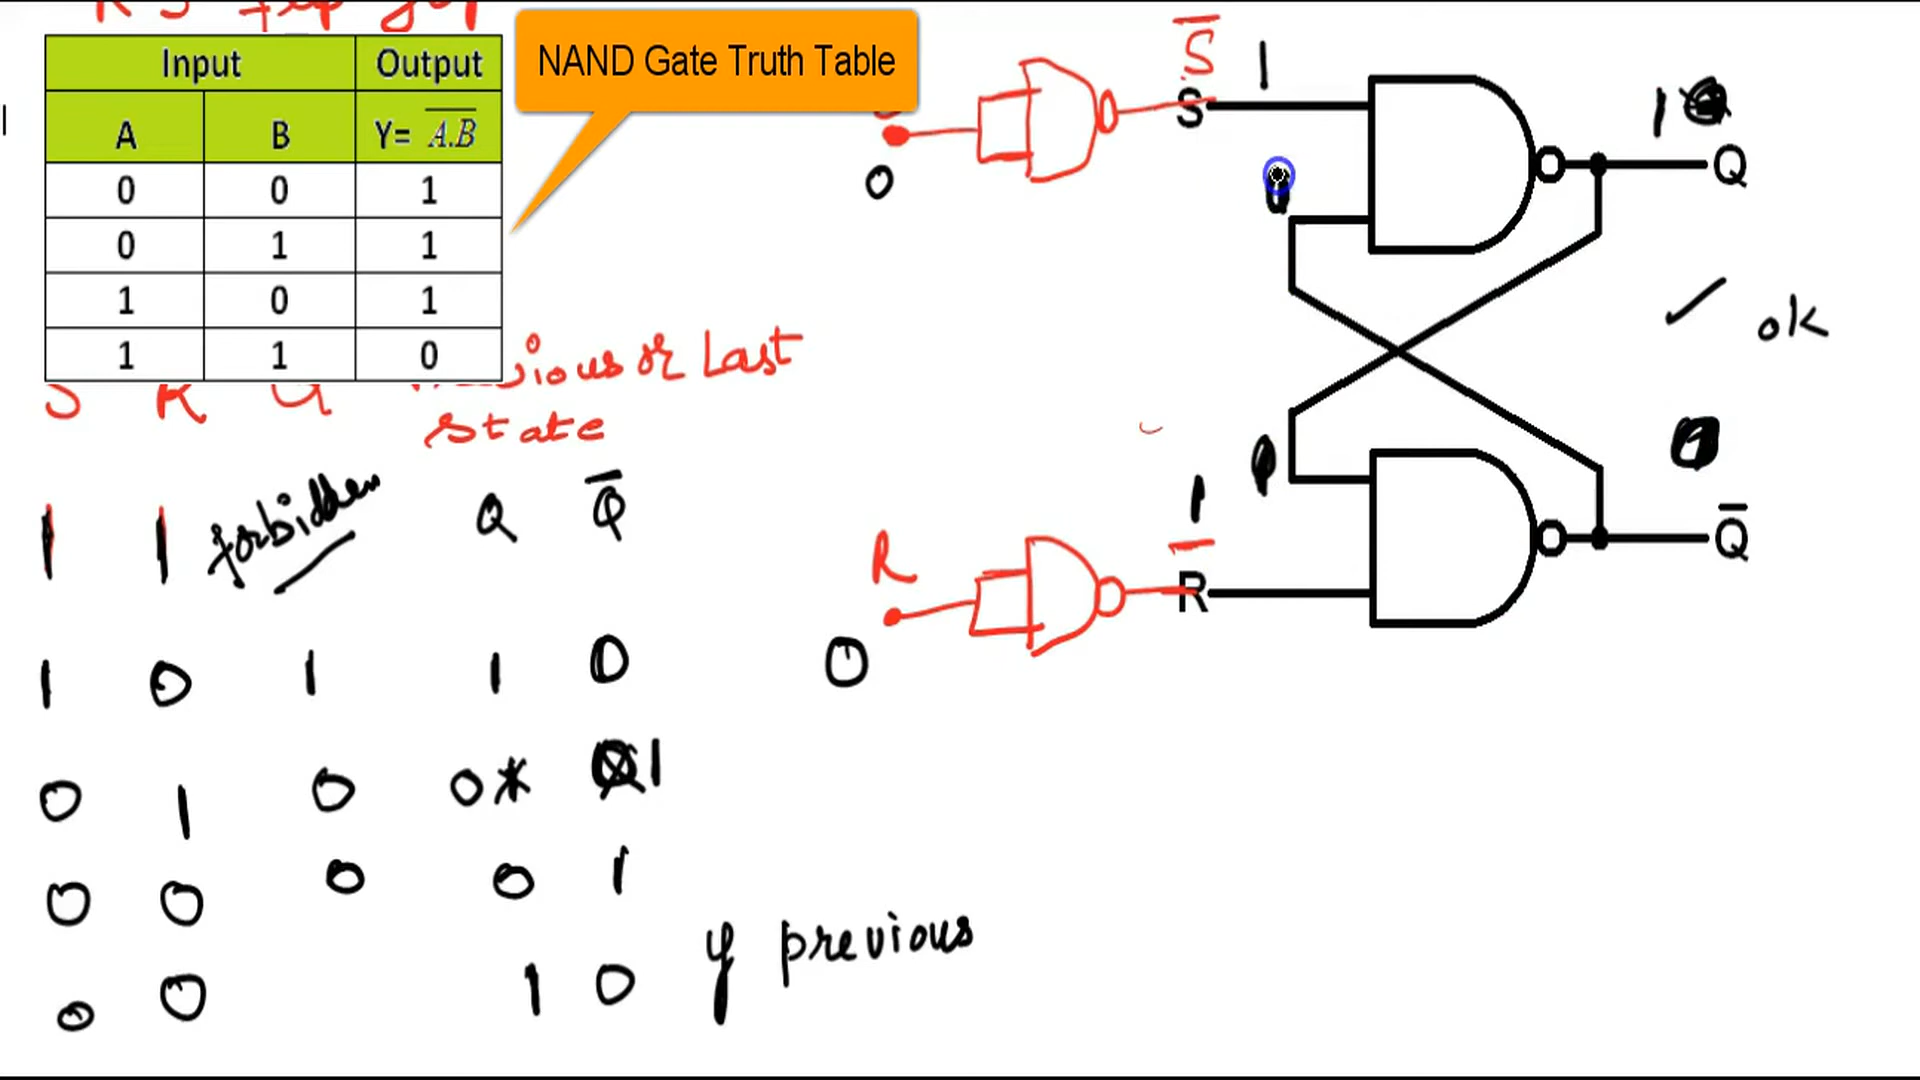 NAND Gate Truth Table
Input Output
A B Y= A.B
0 0 1
0 1 1
1 0 1
1 1 0
or Last
state
1 1 forbidden Q Q̅
1 0 1 1 0
0 1 0 0* 1
0 0 0 0 1
0 0 1 0 y previous
S̅ 1
S
0
1
Q
✓ ok
R
1
R̅
0
Q̅